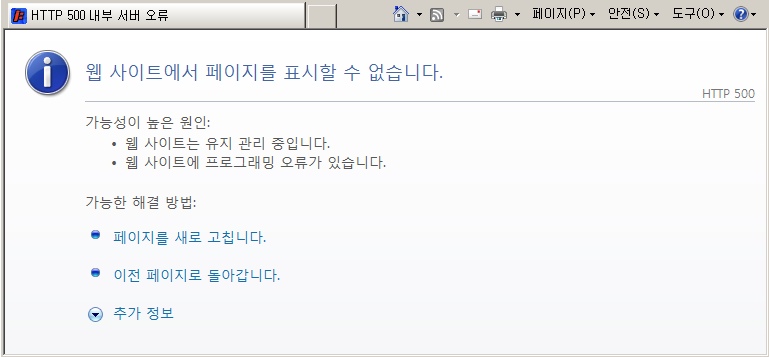 HTTP 500 내부 서버 오류
페이지(P) 안전(S) 도구(O)
웹 사이트에서 페이지를 표시할 수 없습니다.
HTTP 500
가능성이 높은 원인:
• 웹 사이트는 유지 관리 중입니다.
• 웹 사이트에 프로그래밍 오류가 있습니다.
가능한 해결 방법:
페이지를 새로 고칩니다.
이전 페이지로 돌아갑니다.
추가 정보